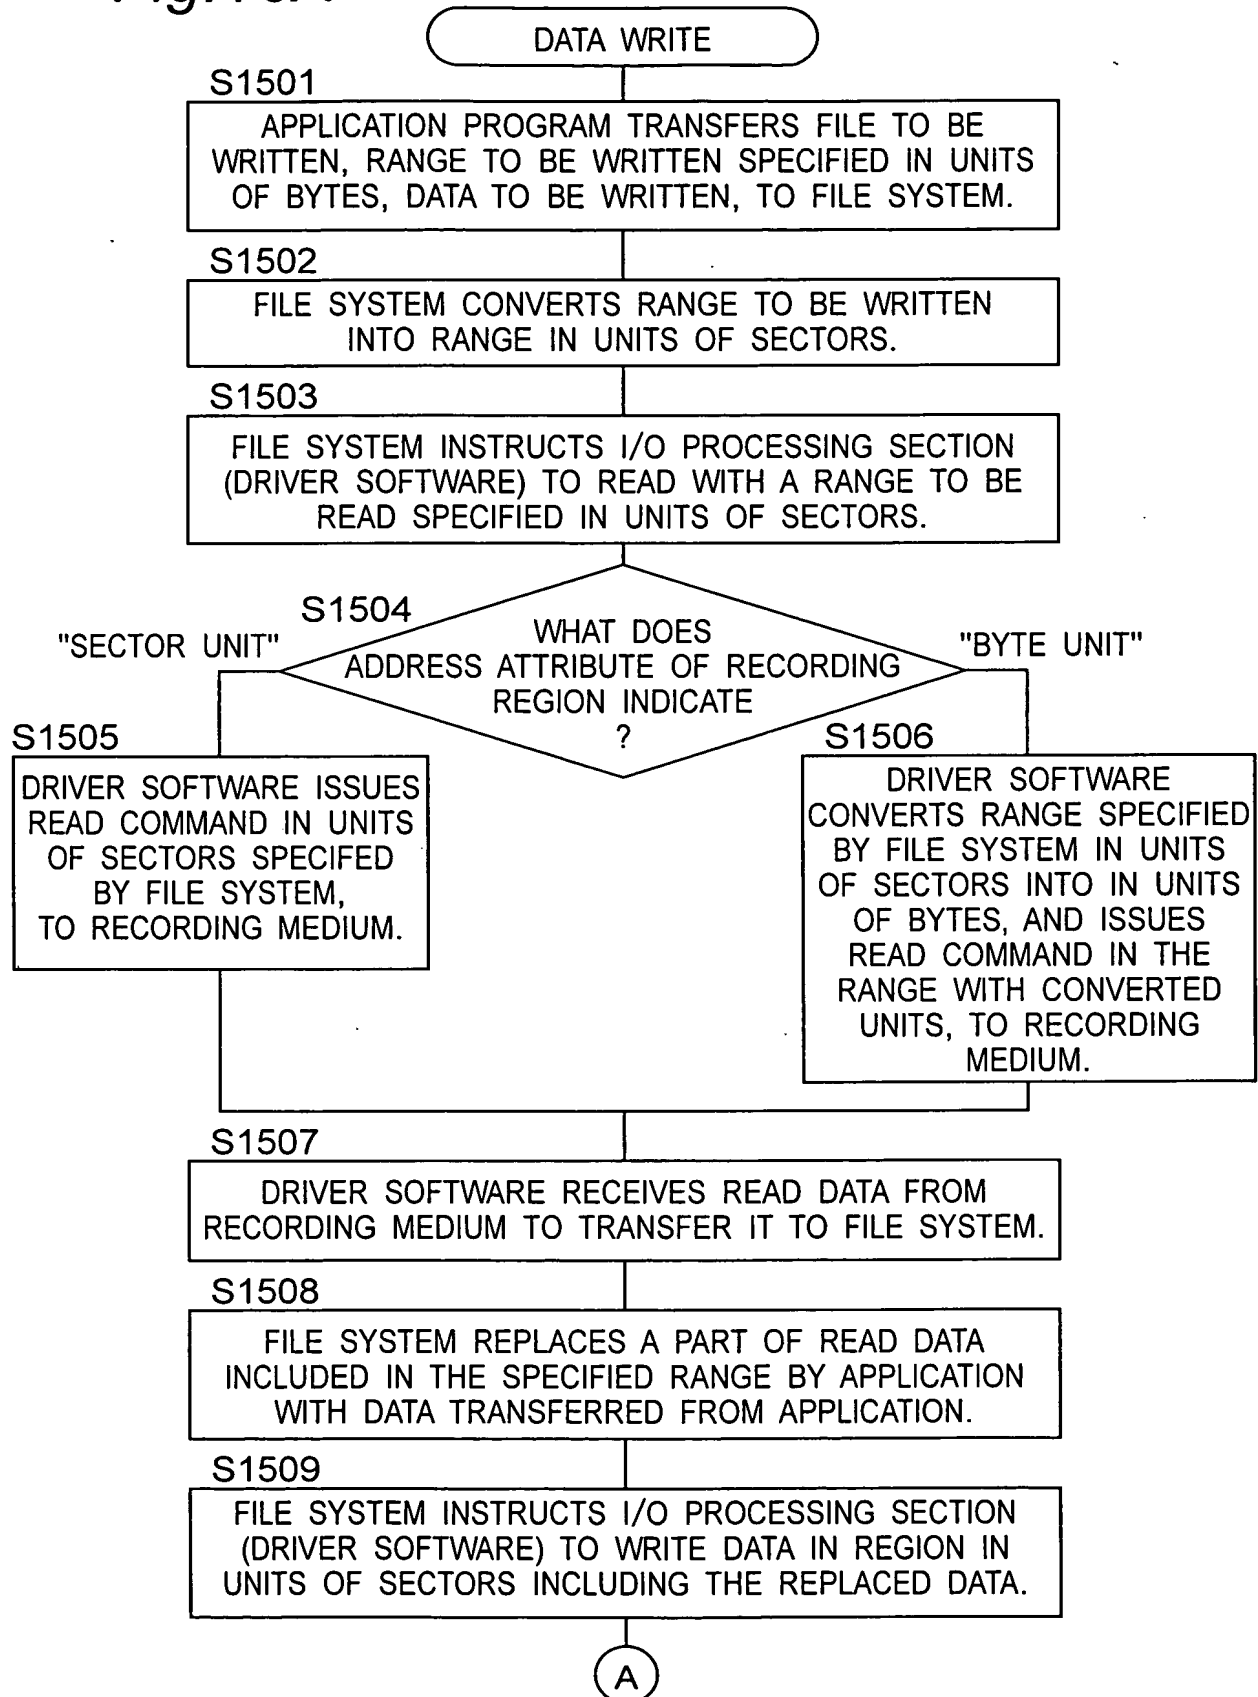 DATA WRITE
S1501
APPLICATION PROGRAM TRANSFERS FILE TO BE
WRITTEN, RANGE TO BE WRITTEN SPECIFIED IN UNITS
OF BYTES, DATA TO BE WRITTEN, TO FILE SYSTEM.
S1502
FILE SYSTEM CONVERTS RANGE TO BE WRITTEN
INTO RANGE IN UNITS OF SECTORS.
S1503
FILE SYSTEM INSTRUCTS I/O PROCESSING SECTION
(DRIVER SOFTWARE) TO READ WITH A RANGE TO BE
READ SPECIFIED IN UNITS OF SECTORS.
S1504
WHAT DOES
ADDRESS ATTRIBUTE OF RECORDING
REGION INDICATE
?
"SECTOR UNIT"
"BYTE UNIT"
S1505
DRIVER SOFTWARE ISSUES
READ COMMAND IN UNITS
OF SECTORS SPECIFED
BY FILE SYSTEM,
TO RECORDING MEDIUM.
S1506
DRIVER SOFTWARE
CONVERTS RANGE SPECIFIED
BY FILE SYSTEM IN UNITS
OF SECTORS INTO IN UNITS
OF BYTES, AND ISSUES
READ COMMAND IN THE
RANGE WITH CONVERTED
UNITS, TO RECORDING
MEDIUM.
S1507
DRIVER SOFTWARE RECEIVES READ DATA FROM
RECORDING MEDIUM TO TRANSFER IT TO FILE SYSTEM.
S1508
FILE SYSTEM REPLACES A PART OF READ DATA
INCLUDED IN THE SPECIFIED RANGE BY APPLICATION
WITH DATA TRANSFERRED FROM APPLICATION.
S1509
FILE SYSTEM INSTRUCTS I/O PROCESSING SECTION
(DRIVER SOFTWARE) TO WRITE DATA IN REGION IN
UNITS OF SECTORS INCLUDING THE REPLACED DATA.
A